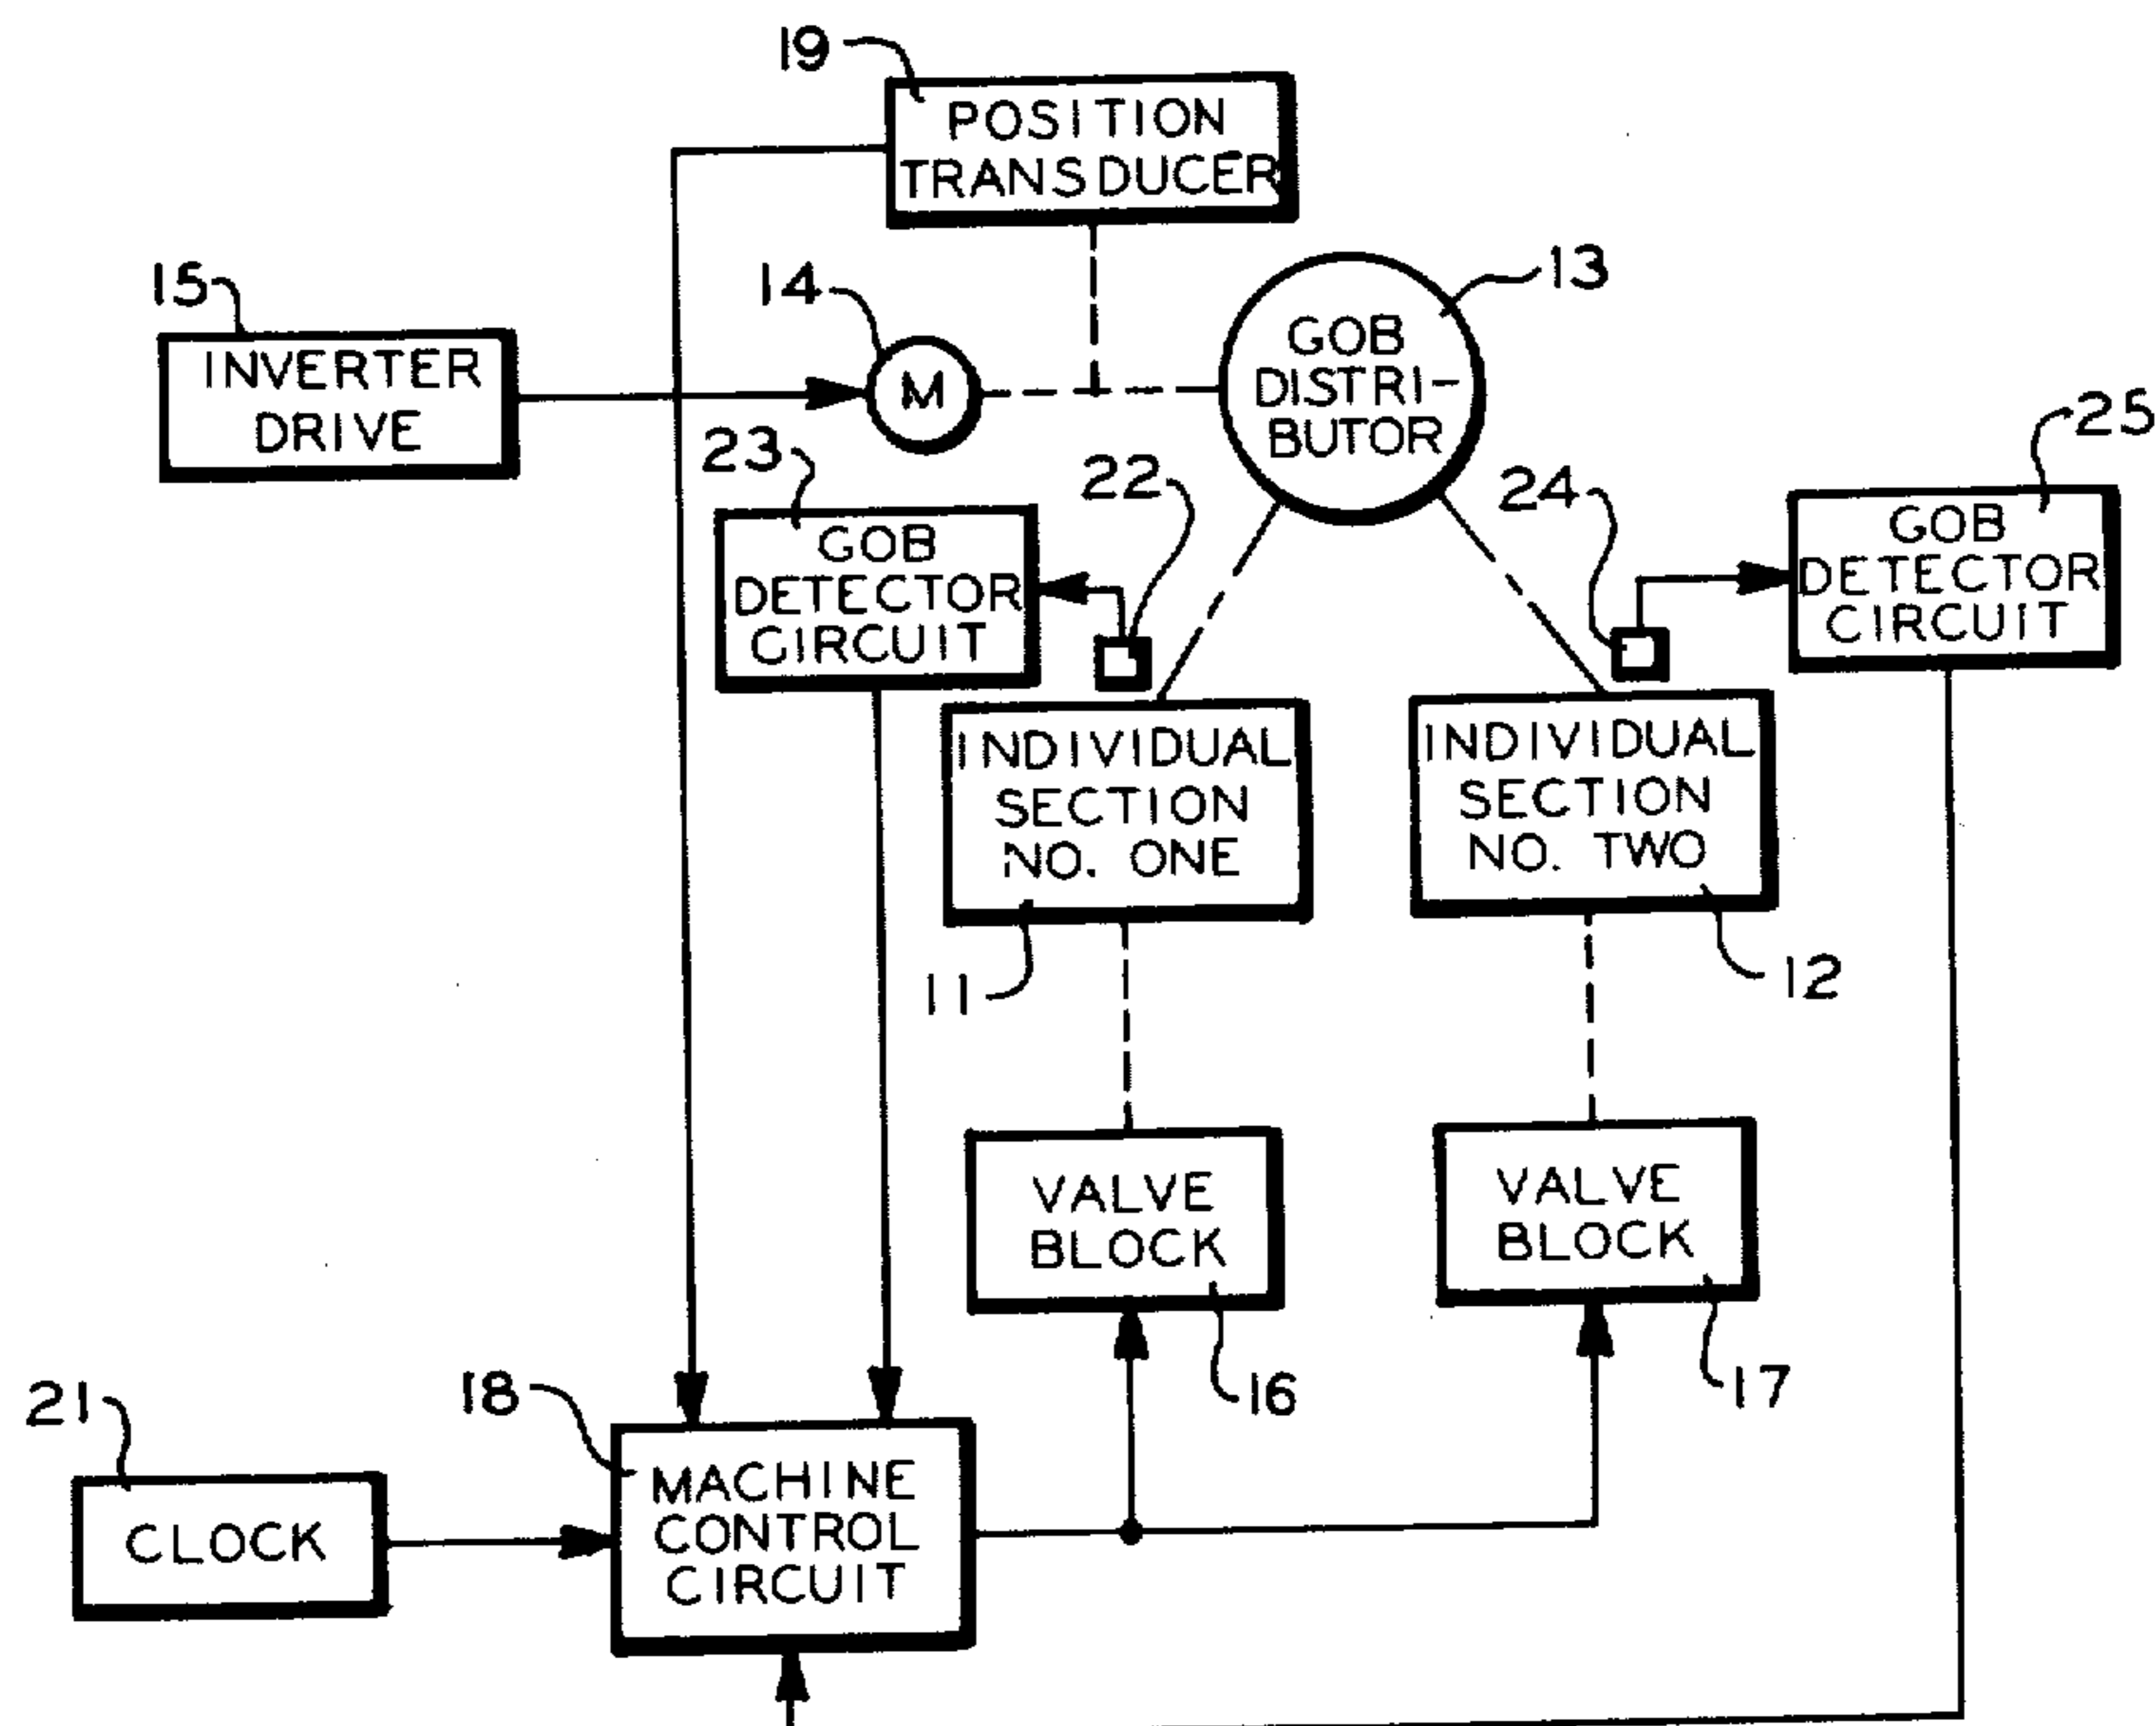 19
POSITION
TRANSDUCER
15
INVERTER
DRIVE
14
M
13
GOB
DISTRI-
BUTOR
23
GOB
DETECTOR
CIRCUIT
22
24
25
GOB
DETECTOR
CIRCUIT
INDIVIDUAL
SECTION
NO. ONE
11
INDIVIDUAL
SECTION
NO. TWO
12
VALVE
BLOCK
16
VALVE
BLOCK
17
21
CLOCK
18
MACHINE
CONTROL
CIRCUIT